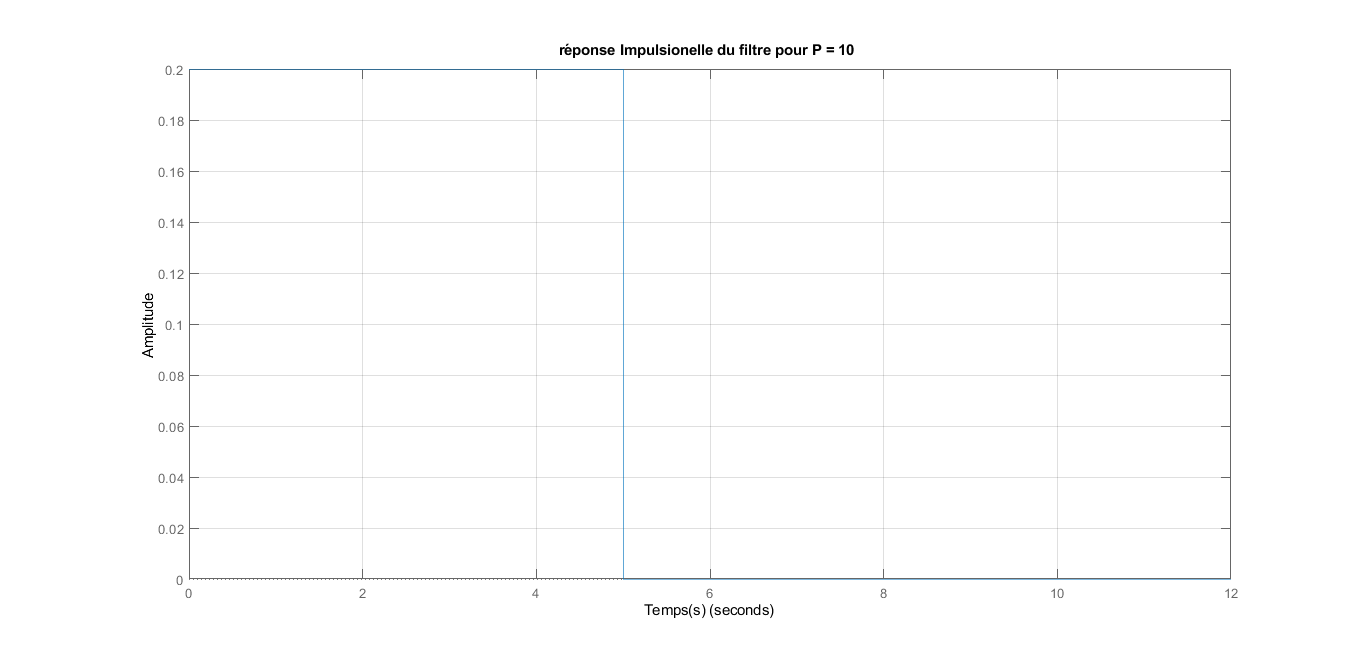 réponse Impulsionelle du filtre pour P = 10
0.2
0.18
0.16
0.14
0.12
0.1
0.08
0.06
0.04
0.02
0
Amplitude
0 2 4 6 8 10 12
Temps(s) (seconds)